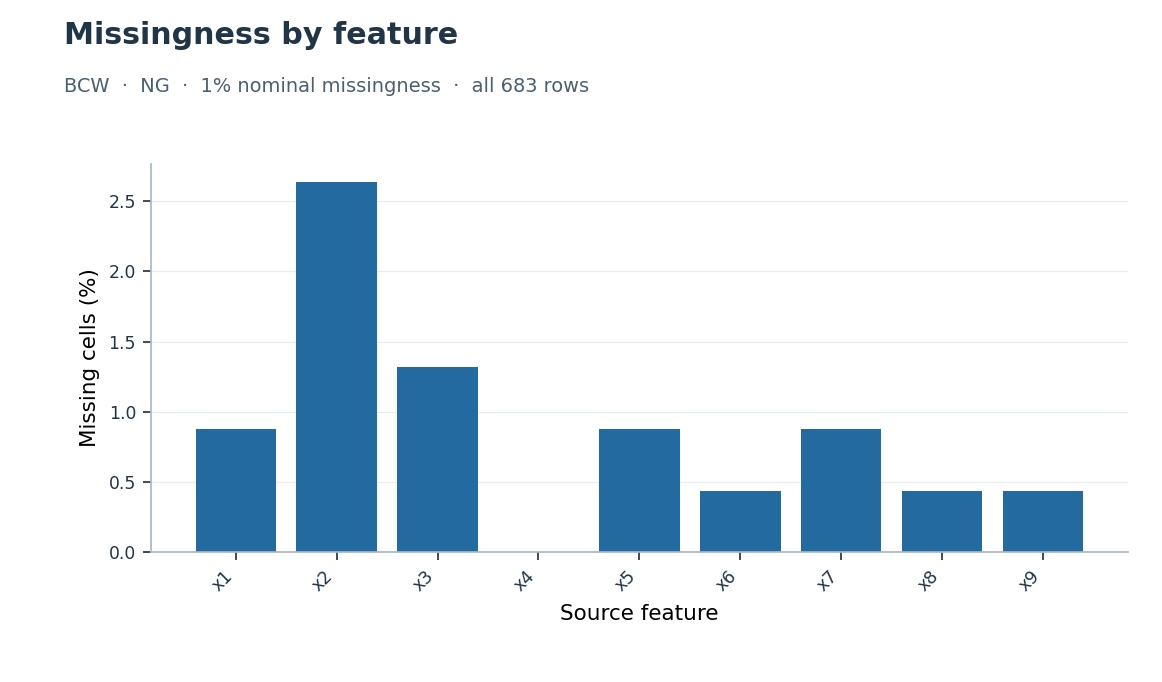 Missingness by feature
BCW · NG · 1% nominal missingness · all 683 rows
Missing cells (%)
2.5
2.0
1.5
1.0
0.5
0.0
x1 x2 x3 x4 x5 x6 x7 x8 x9
Source feature